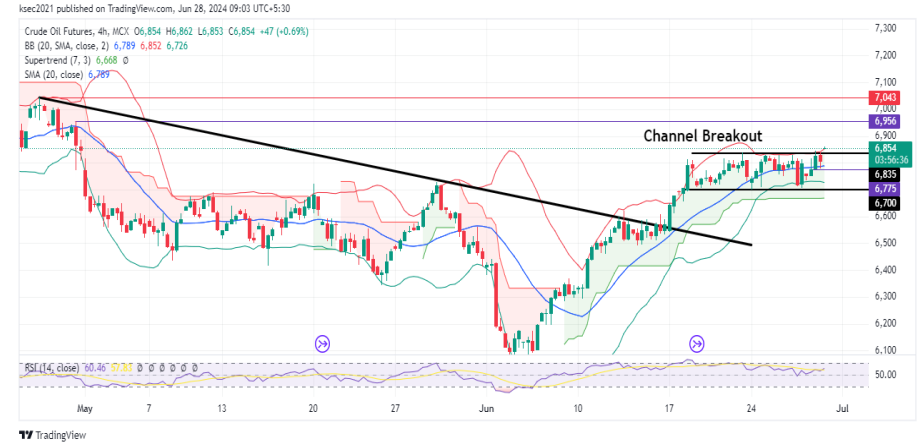 ksec2021 published on TradingView.com, Jun 28, 2024 09:03 UTC+5:30
Crude Oil Futures, 4h, MCX O6,854 H6,862 L6,853 C6,854 +47 (+0.69%)
BB (20, SMA, close, 2) 6,789 6,852 6,726
Supertrend (7, 3) 6,668 Ø
SMA (20, close) 6,789
7,300
7,200
7,100
7,043
7,000
6,956
6,900
Channel Breakout
6,854
03:56:36
6,835
6,775
6,700
6,600
6,500
6,400
6,300
6,200
6,100
RSI (14, close) 60.46 57.83 Ø Ø Ø Ø Ø Ø
50.00
May 7 13 20 27 Jun 10 17 24 Jul
TradingView